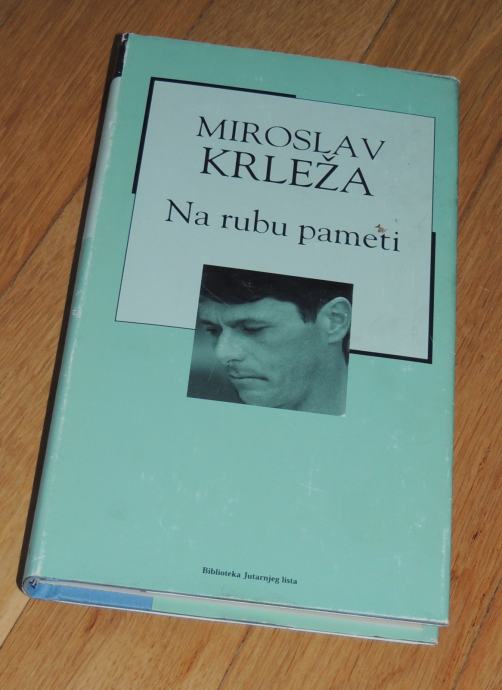 MIROSLAV
KRLEŽA
Na rubu pameti
Biblioteka Jutarnjeg lista